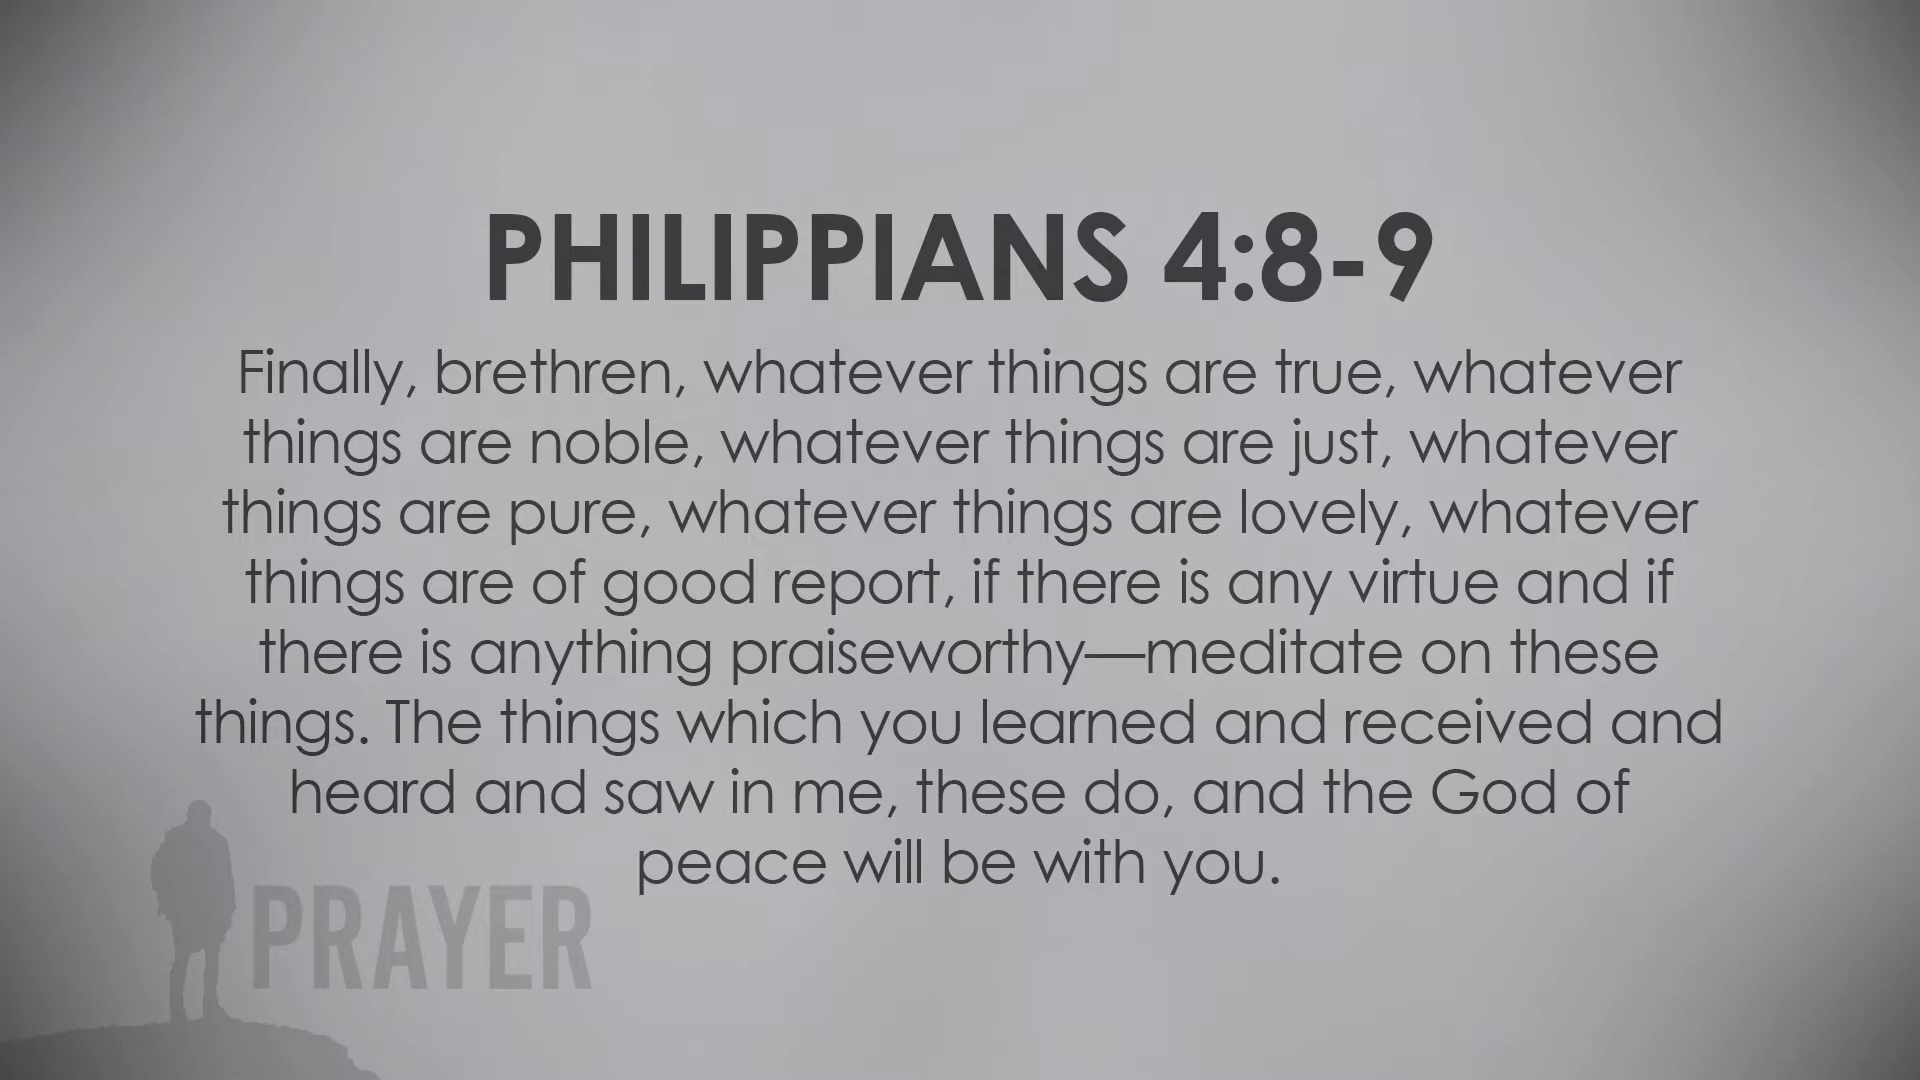 PHILIPPIANS 4:8-9
Finally, brethren, whatever things are true, whatever
things are noble, whatever things are just, whatever
things are pure, whatever things are lovely, whatever
things are of good report, if there is any virtue and if
there is anything praiseworthy—meditate on these
things. The things which you learned and received and
heard and saw in me, these do, and the God of
peace will be with you.
PRAYER